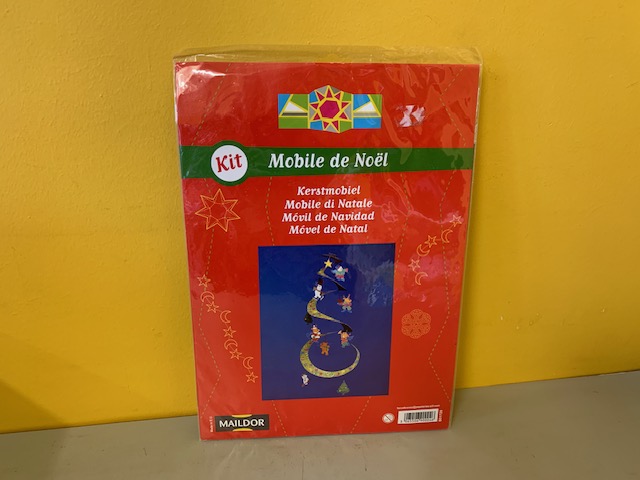 Kit
Mobile de Noël
Kerstmobiel
Mobile di Natale
Móvil de Navidad
Móvel de Natal
MAILDOR